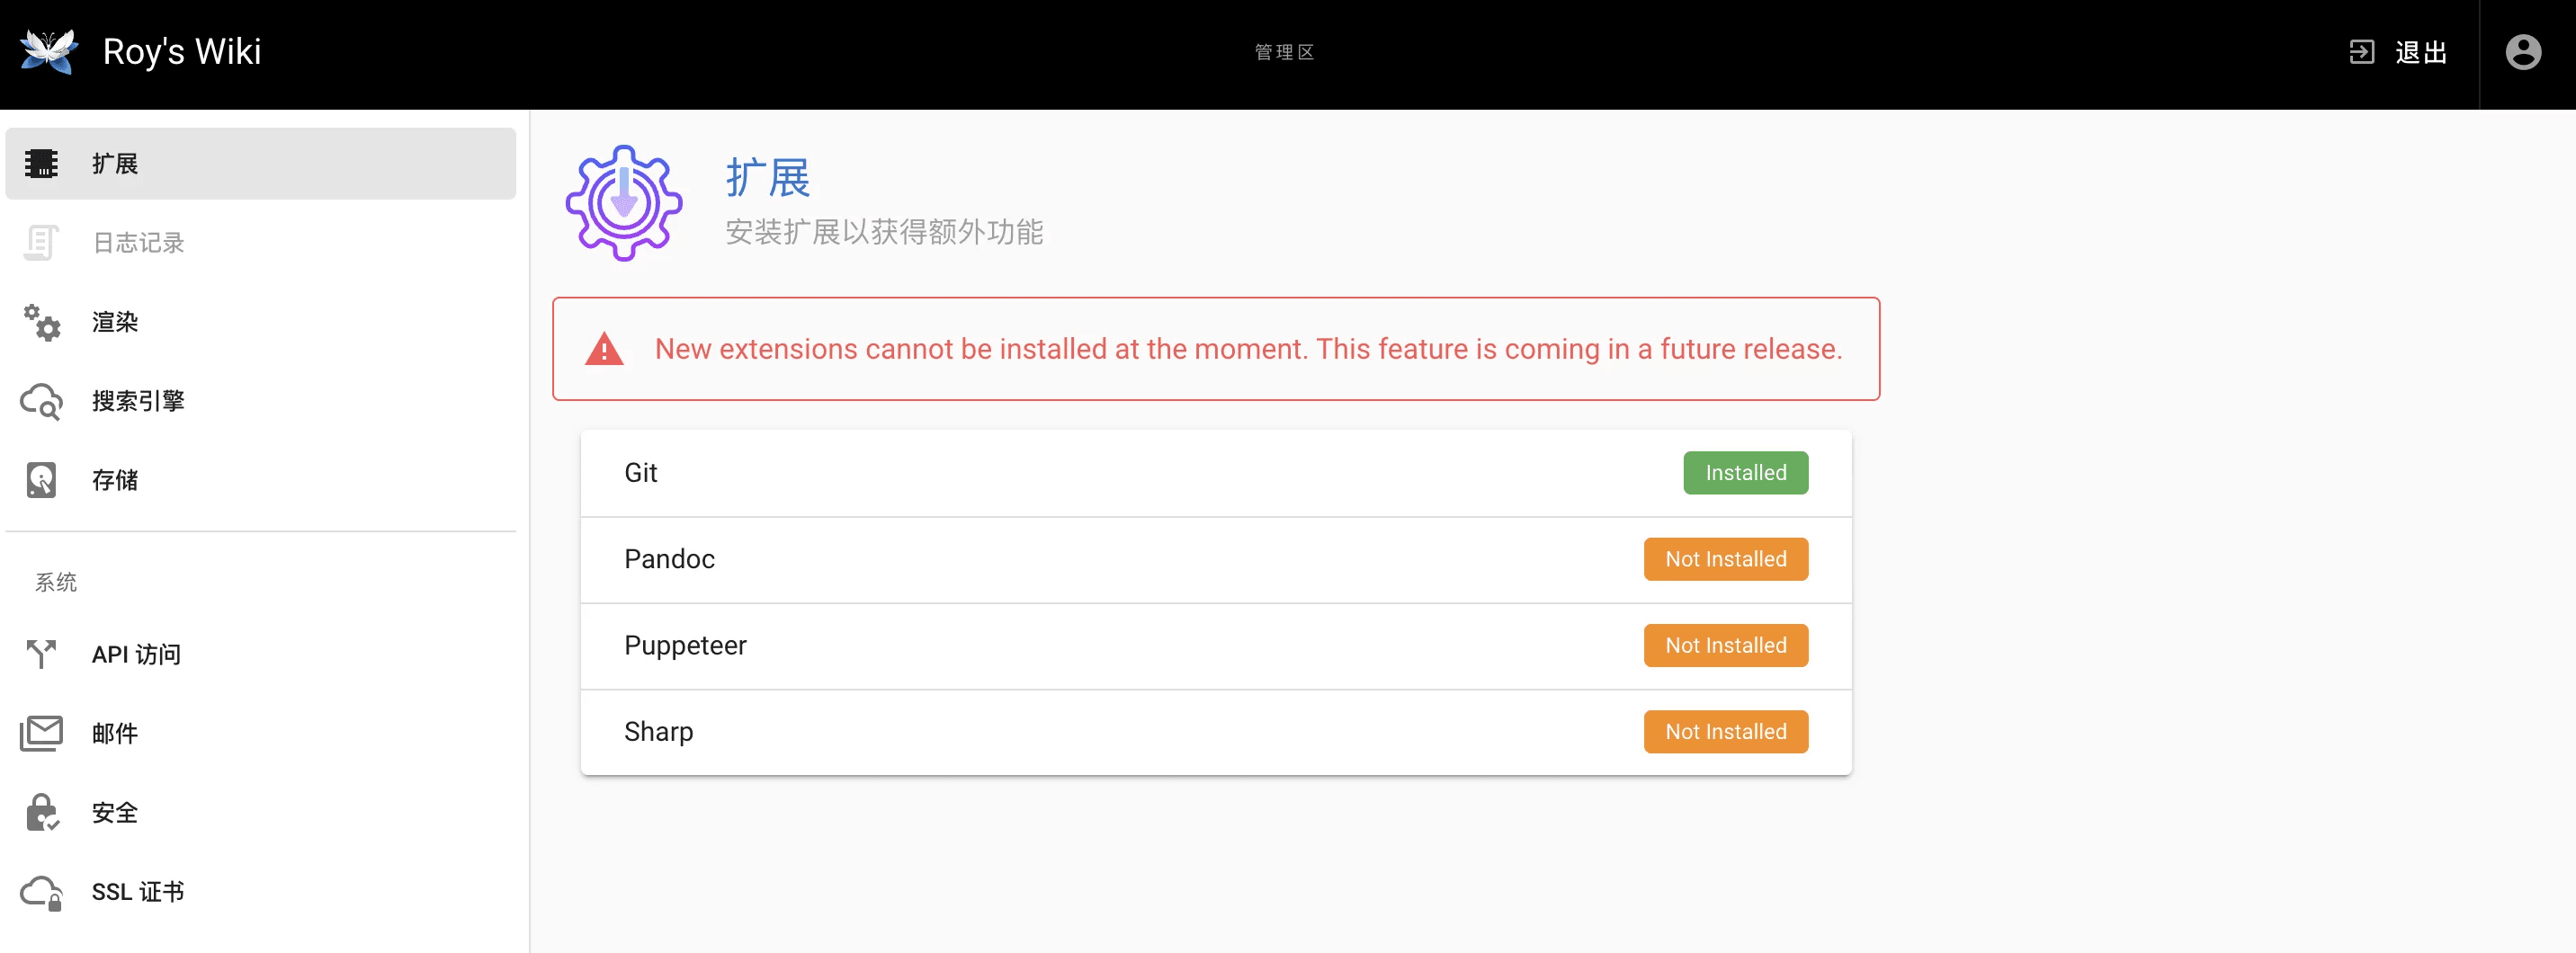 Roy's Wiki
管理区
退出
扩展
日志记录
渲染
搜索引擎
存储
系统
API 访问
邮件
安全
SSL 证书
扩展
安装扩展以获得额外功能
New extensions cannot be installed at the moment. This feature is coming in a future release.
Git Installed
Pandoc Not Installed
Puppeteer Not Installed
Sharp Not Installed